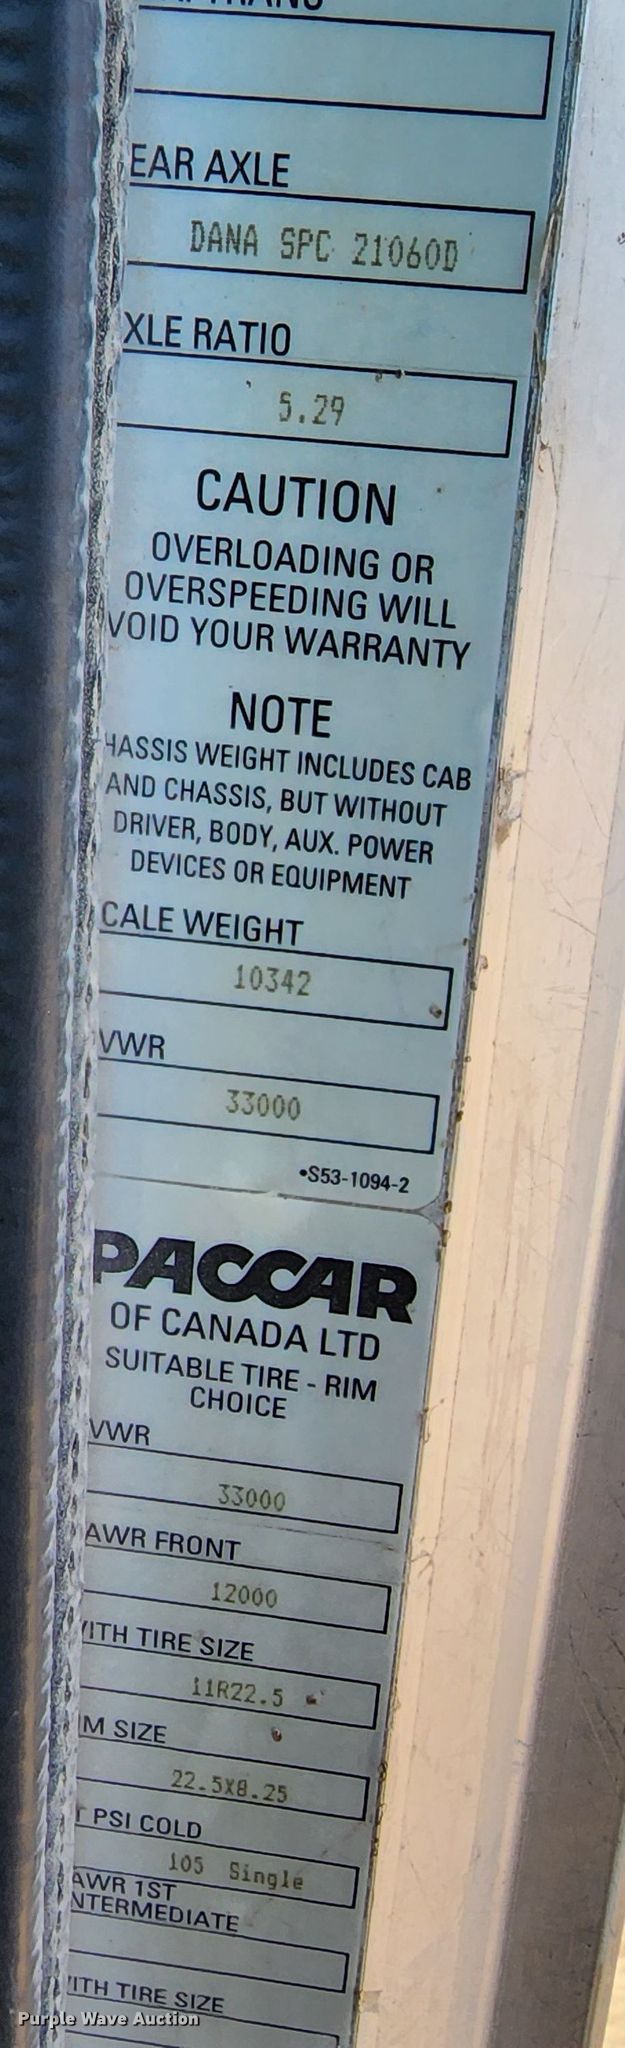 EAR AXLE
DANA SPC 21060D
XLE RATIO
5.29
CAUTION
OVERLOADING OR
OVERSPEEDING WILL
VOID YOUR WARRANTY
NOTE
HASSIS WEIGHT INCLUDES CAB
AND CHASSIS, BUT WITHOUT
DRIVER, BODY, AUX. POWER
DEVICES OR EQUIPMENT
CALE WEIGHT
10342
VWR
33000
•S53-1094-2
PACCAR
OF CANADA LTD
SUITABLE TIRE - RIM
CHOICE
VWR
33000
AWR FRONT
12000
WITH TIRE SIZE
11R22.5
M SIZE
22.5X8.25
T PSI COLD
105 Single
AWR 1ST
NTERMEDIATE
WITH TIRE SIZE
Purple Wave Auction